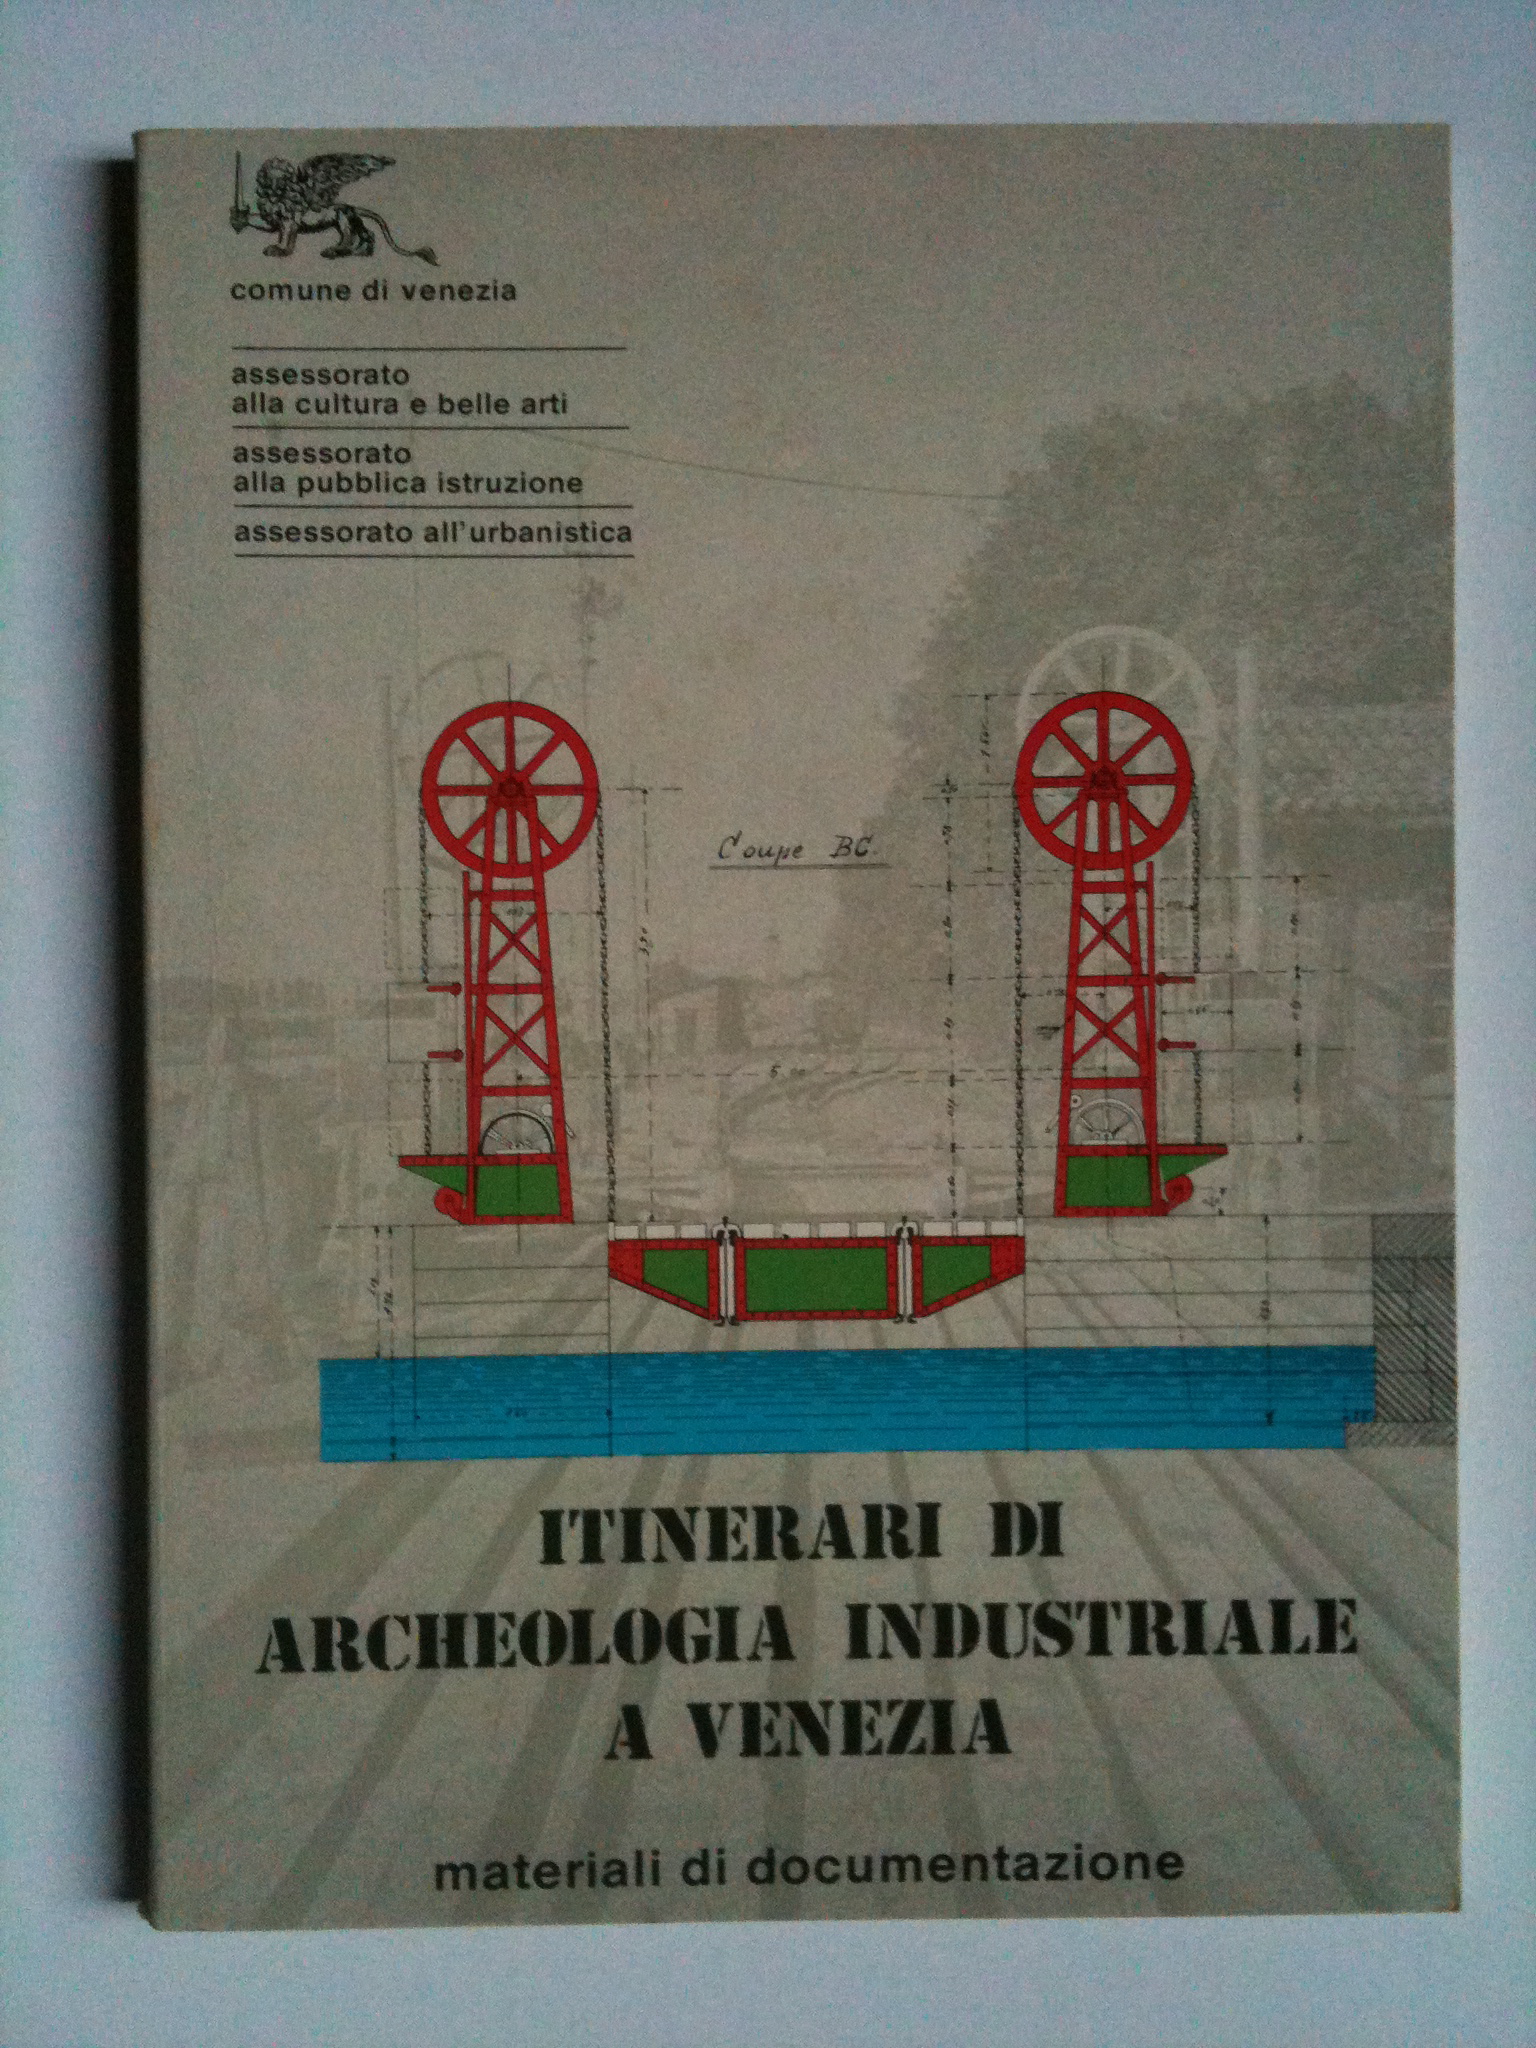 comune di venezia
assessorato
alla cultura e belle arti
assessorato
alla pubblica istruzione
assessorato all'urbanistica
Coupe BC.
ITINERARI DI
ARCHEOLOGIA INDUSTRIALE
A VENEZIA
materiali di documentazione